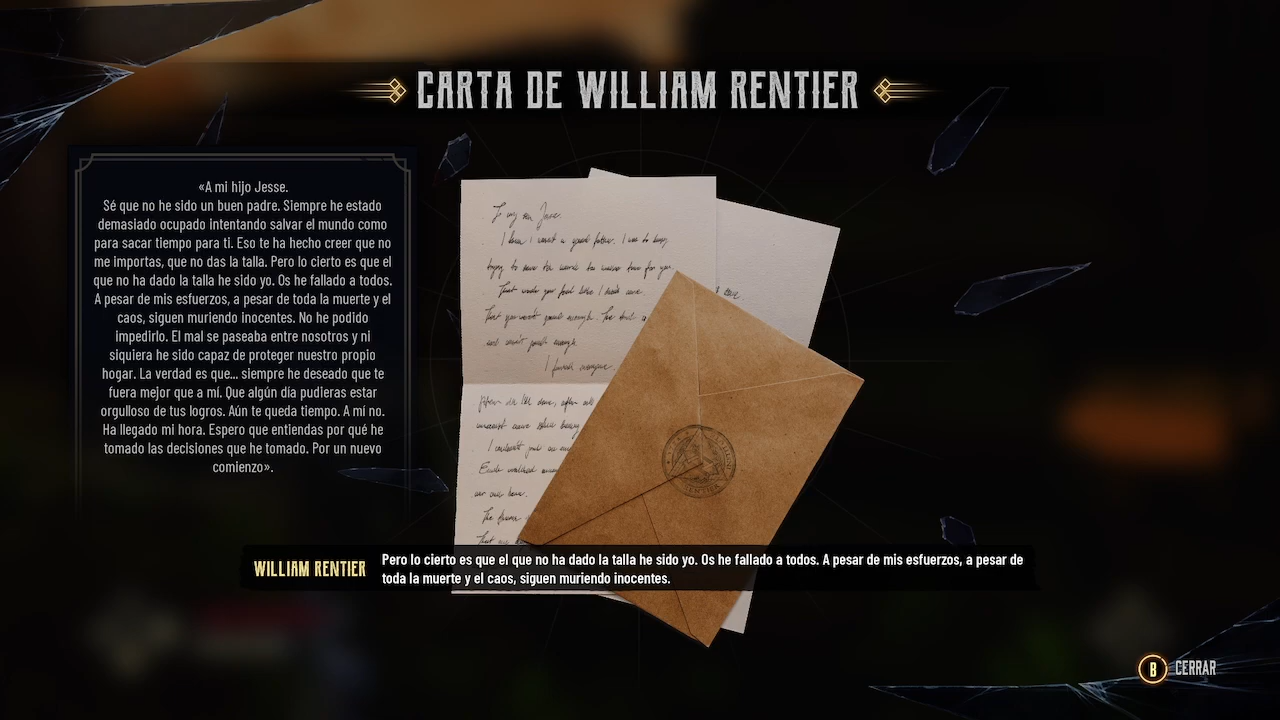 CARTA DE WILLIAM RENTIER
«A mi hijo Jesse.
Sé que no he sido un buen padre. Siempre he estado
demasiado ocupado intentando salvar el mundo como
para sacar tiempo para ti. Eso te ha hecho creer que no
me importas, que no das la talla. Pero lo cierto es que el
que no ha dado la talla he sido yo. Os he fallado a todos.
A pesar de mis esfuerzos, a pesar de toda la muerte y el
caos, siguen muriendo inocentes. No he podido
impedirlo. El mal se paseaba entre nosotros y ni
siquiera he sido capaz de proteger nuestro propio
hogar. La verdad es que... siempre he deseado que te
fuera mejor que a mí. Que algún día pudieras estar
orgulloso de tus logros. Aún te queda tiempo. A mí no.
Ha llegado mi hora. Espero que entiendas por qué he
tomado las decisiones que he tomado. Por un nuevo
comienzo».
To my son Jesse.
WILLIAM RENTIER
Pero lo cierto es que el que no ha dado la talla he sido yo. Os he fallado a todos. A pesar de mis esfuerzos, a pesar de
toda la muerte y el caos, siguen muriendo inocentes.
B CERRAR